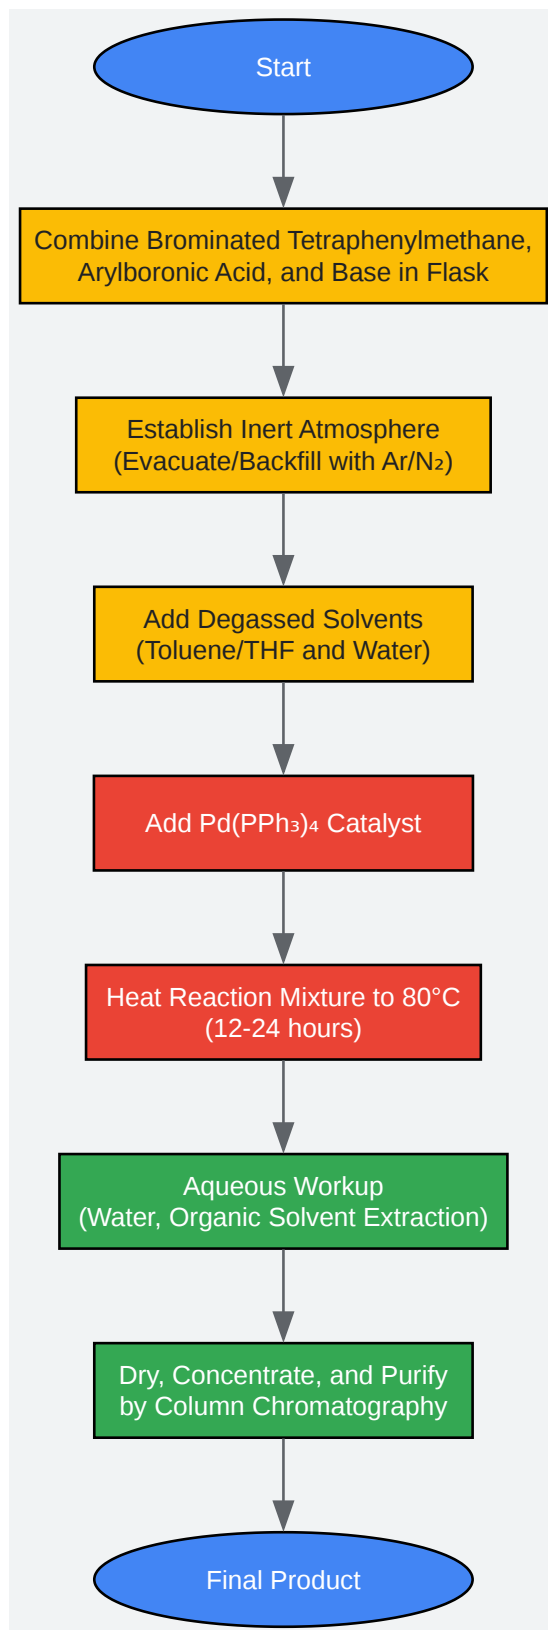 Start
Combine Brominated Tetraphenylmethane,
Arylboronic Acid, and Base in Flask
Establish Inert Atmosphere
(Evacuate/Backfill with Ar/N₂)
Add Degassed Solvents
(Toluene/THF and Water)
Add Pd(PPh₃)₄ Catalyst
Heat Reaction Mixture to 80°C
(12-24 hours)
Aqueous Workup
(Water, Organic Solvent Extraction)
Dry, Concentrate, and Purify
by Column Chromatography
Final Product